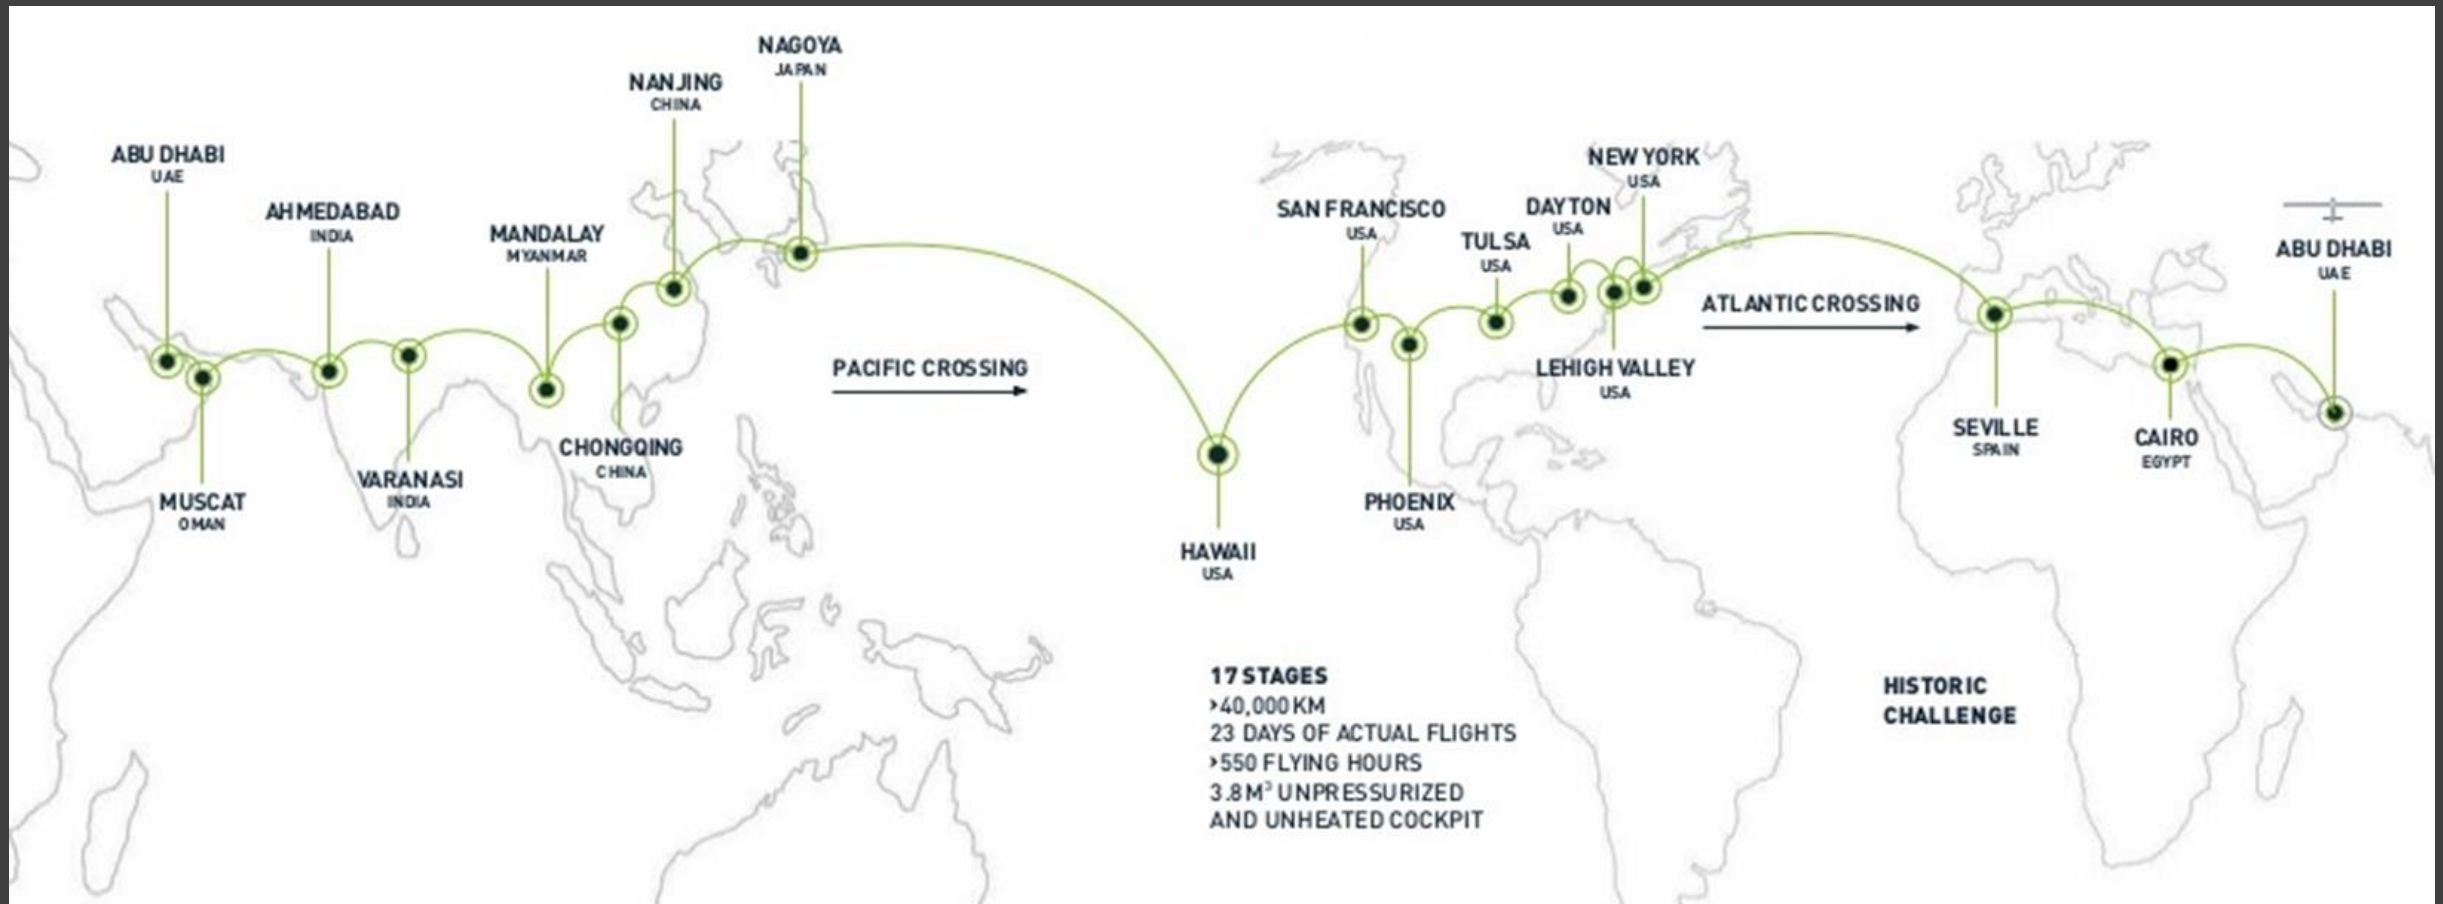 NAGOYA
JAPAN
NANJING
CHINA
ABU DHABI
UAE
AHMEDABAD
INDIA
MANDALAY
MYANMAR
CHONGQING
CHINA
VARANASI
INDIA
MUSCAT
OMAN
PACIFIC CROSSING
HAWAII
USA
SAN FRANCISCO
USA
PHOENIX
USA
TULSA
USA
DAYTON
USA
NEW YORK
USA
LEHIGH VALLEY
USA
ATLANTIC CROSSING
SEVILLE
SPAIN
CAIRO
EGYPT
ABU DHABI
UAE
17 STAGES
>40,000 KM
23 DAYS OF ACTUAL FLIGHTS
>550 FLYING HOURS
3.8 M³ UNPRESSURIZED
AND UNHEATED COCKPIT
HISTORIC
CHALLENGE